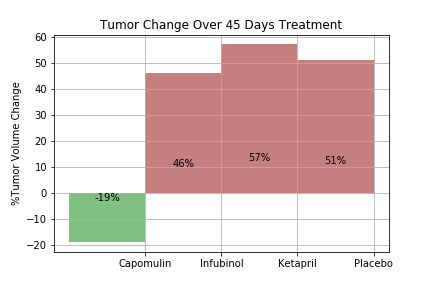 Tumor Change Over 45 Days Treatment
%Tumor Volume Change
60
50
40
30
20
10
0
−10
−20
-19%
46%
57%
51%
Capomulin
Infubinol
Ketapril
Placebo